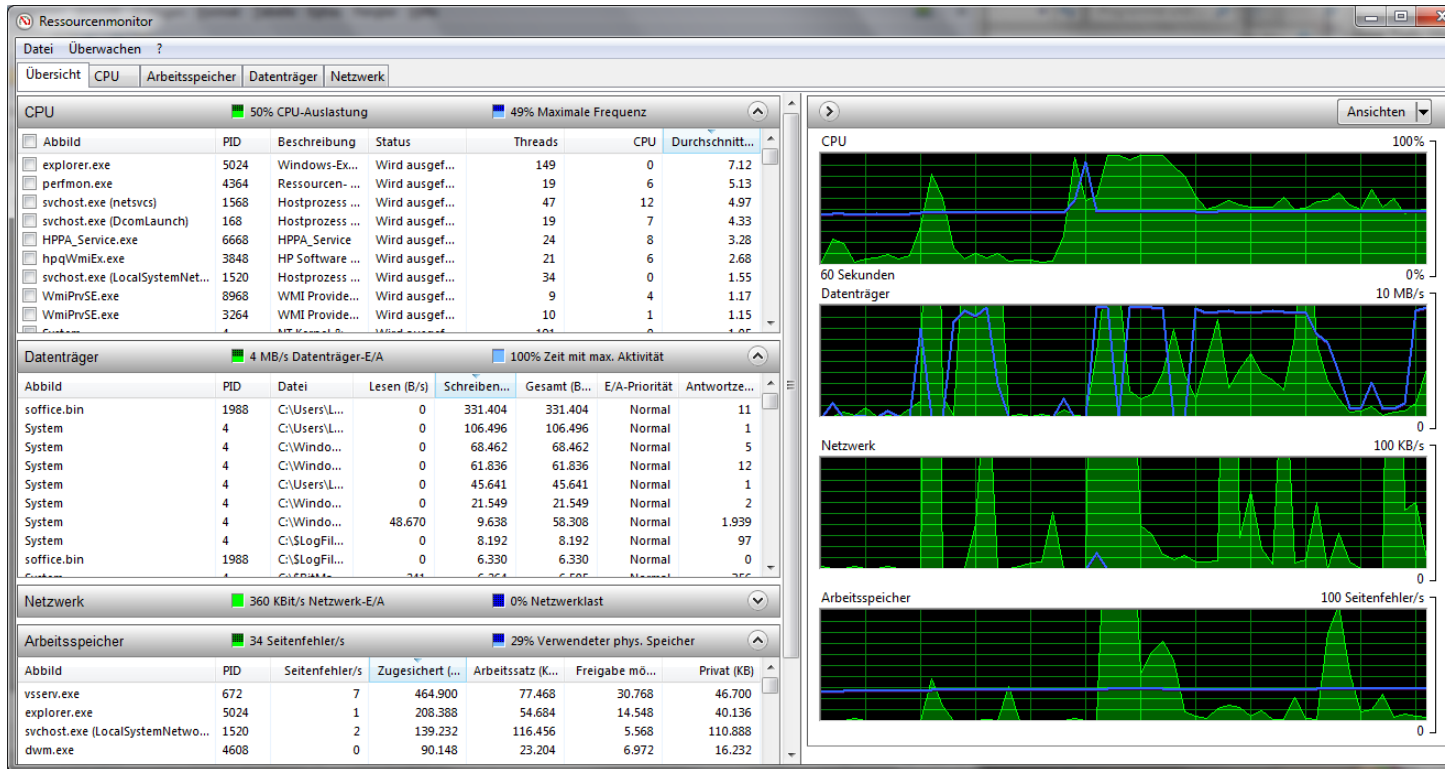 Ressourcenmonitor
Datei Überwachen ?
Übersicht CPU Arbeitsspeicher Datenträger Netzwerk
CPU 50% CPU-Auslastung 49% Maximale Frequenz
Abbild PID Beschreibung Status Threads CPU Durchschnitt...
explorer.exe 5024 Windows-Ex... Wird ausgef... 149 0 7.12
perfmon.exe 4364 Ressourcen- ... Wird ausgef... 19 6 5.13
svchost.exe (netsvcs) 1568 Hostprozess ... Wird ausgef... 47 12 4.97
svchost.exe (DcomLaunch) 168 Hostprozess ... Wird ausgef... 19 7 4.33
HPPA_Service.exe 6668 HPPA_Service Wird ausgef... 24 8 3.28
hpqWmiEx.exe 3848 HP Software ... Wird ausgef... 21 6 2.68
svchost.exe (LocalSystemNet... 1520 Hostprozess ... Wird ausgef... 34 0 1.55
WmiPrvSE.exe 8968 WMI Provide... Wird ausgef... 9 4 1.17
WmiPrvSE.exe 3264 WMI Provide... Wird ausgef... 10 1 1.15
Datenträger 4 MB/s Datenträger-E/A 100% Zeit mit max. Aktivität
Abbild PID Datei Lesen (B/s) Schreiben... Gesamt (B... E/A-Priorität Antwortze...
soffice.bin 1988 C:\Users\L... 0 331.404 331.404 Normal 11
System 4 C:\Users\L... 0 106.496 106.496 Normal 1
System 4 C:\Windo... 0 68.462 68.462 Normal 5
System 4 C:\Windo... 0 61.836 61.836 Normal 12
System 4 C:\Users\L... 0 45.641 45.641 Normal 1
System 4 C:\Windo... 0 21.549 21.549 Normal 2
System 4 C:\Windo... 48.670 9.638 58.308 Normal 1.939
System 4 C:\$LogFil... 0 8.192 8.192 Normal 97
soffice.bin 1988 C:\$LogFil... 0 6.330 6.330 Normal 0
Netzwerk 360 KBit/s Netzwerk-E/A 0% Netzwerklast
Arbeitsspeicher 34 Seitenfehler/s 29% Verwendeter phys. Speicher
Abbild PID Seitenfehler/s Zugesichert (... Arbeitssatz (K... Freigabe mö... Privat (KB)
vsserv.exe 672 7 464.900 77.468 30.768 46.700
explorer.exe 5024 1 208.388 54.684 14.548 40.136
svchost.exe (LocalSystemNetwo... 1520 2 139.232 116.456 5.568 110.888
dwm.exe 4608 0 90.148 23.204 6.972 16.232
Ansichten
CPU 100%
60 Sekunden 0%
Datenträger 10 MB/s
0
Netzwerk 100 KB/s
0
Arbeitsspeicher 100 Seitenfehler/s
0